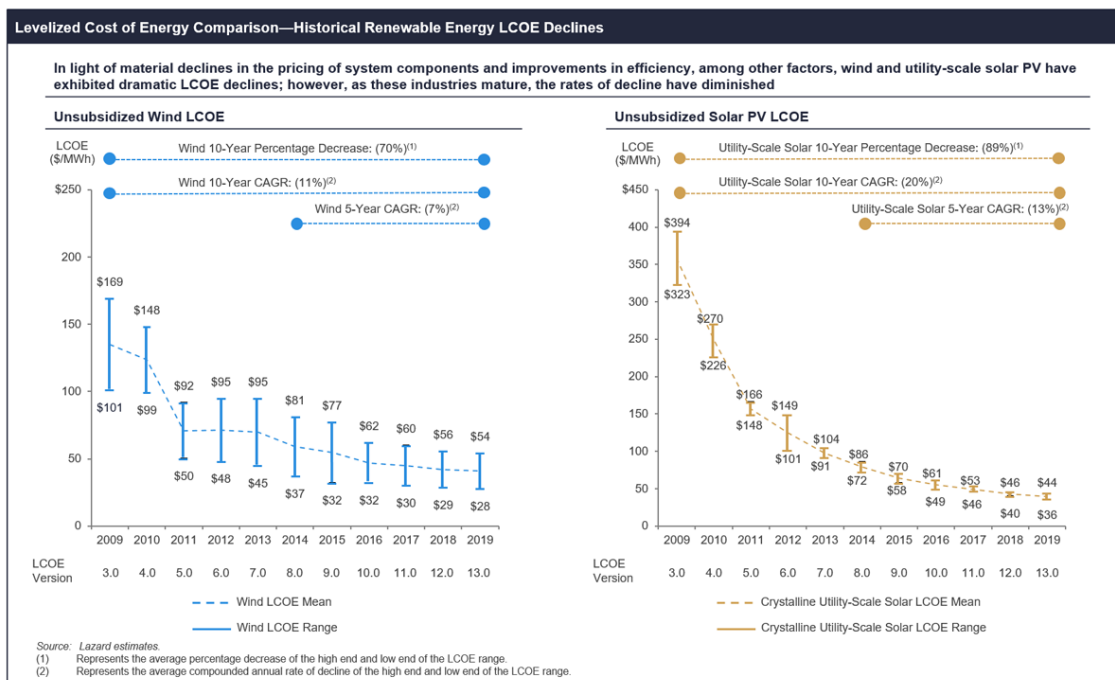 Levelized Cost of Energy Comparison—Historical Renewable Energy LCOE Declines
In light of material declines in the pricing of system components and improvements in efficiency, among other factors, wind and utility-scale solar PV have
exhibited dramatic LCOE declines; however, as these industries mature, the rates of decline have diminished
Unsubsidized Wind LCOE
LCOE
($/MWh)
Wind 10-Year Percentage Decrease: (70%)(1)
Wind 10-Year CAGR: (11%)(2)
Wind 5-Year CAGR: (7%)(2)
$250
200
150
100
50
0
$169
$148
$92
$95
$95
$81
$77
$62
$60
$56
$54
$101
$99
$50
$48
$45
$37
$32
$32
$30
$29
$28
2009 2010 2011 2012 2013 2014 2015 2016 2017 2018 2019
LCOE
Version
3.0 4.0 5.0 6.0 7.0 8.0 9.0 10.0 11.0 12.0 13.0
Wind LCOE Mean
Wind LCOE Range
Unsubsidized Solar PV LCOE
LCOE
($/MWh)
Utility-Scale Solar 10-Year Percentage Decrease: (89%)(1)
Utility-Scale Solar 10-Year CAGR: (20%)(2)
Utility-Scale Solar 5-Year CAGR: (13%)(2)
$450
400
350
300
250
200
150
100
50
0
$394
$270
$166
$149
$104
$86
$70
$61
$53
$46
$44
$323
$226
$148
$101
$91
$72
$58
$49
$46
$40
$36
2009 2010 2011 2012 2013 2014 2015 2016 2017 2018 2019
LCOE
Version
3.0 4.0 5.0 6.0 7.0 8.0 9.0 10.0 11.0 12.0 13.0
Crystalline Utility-Scale Solar LCOE Mean
Crystalline Utility-Scale Solar LCOE Range
Source: Lazard estimates.
(1) Represents the average percentage decrease of the high end and low end of the LCOE range.
(2) Represents the average compounded annual rate of decline of the high end and low end of the LCOE range.